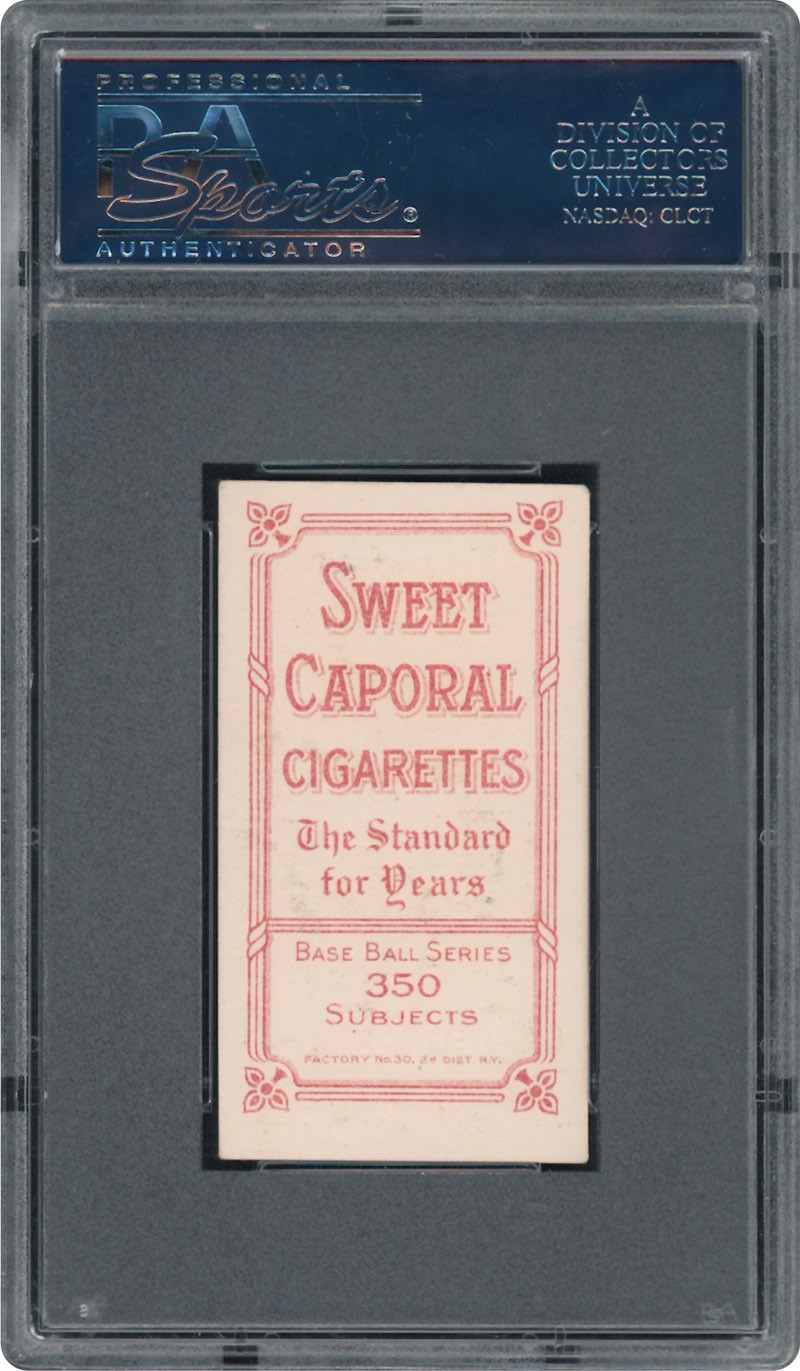 PROFESSIONAL
PSA
Sports®
AUTHENTICATOR
A
DIVISION OF
COLLECTORS
UNIVERSE
NASDAQ: CLCT
SWEET
CAPORAL
CIGARETTES
The Standard
for Years
BASE BALL SERIES
350
SUBJECTS
FACTORY No. 30, 2d DIST. N.Y.
PSA